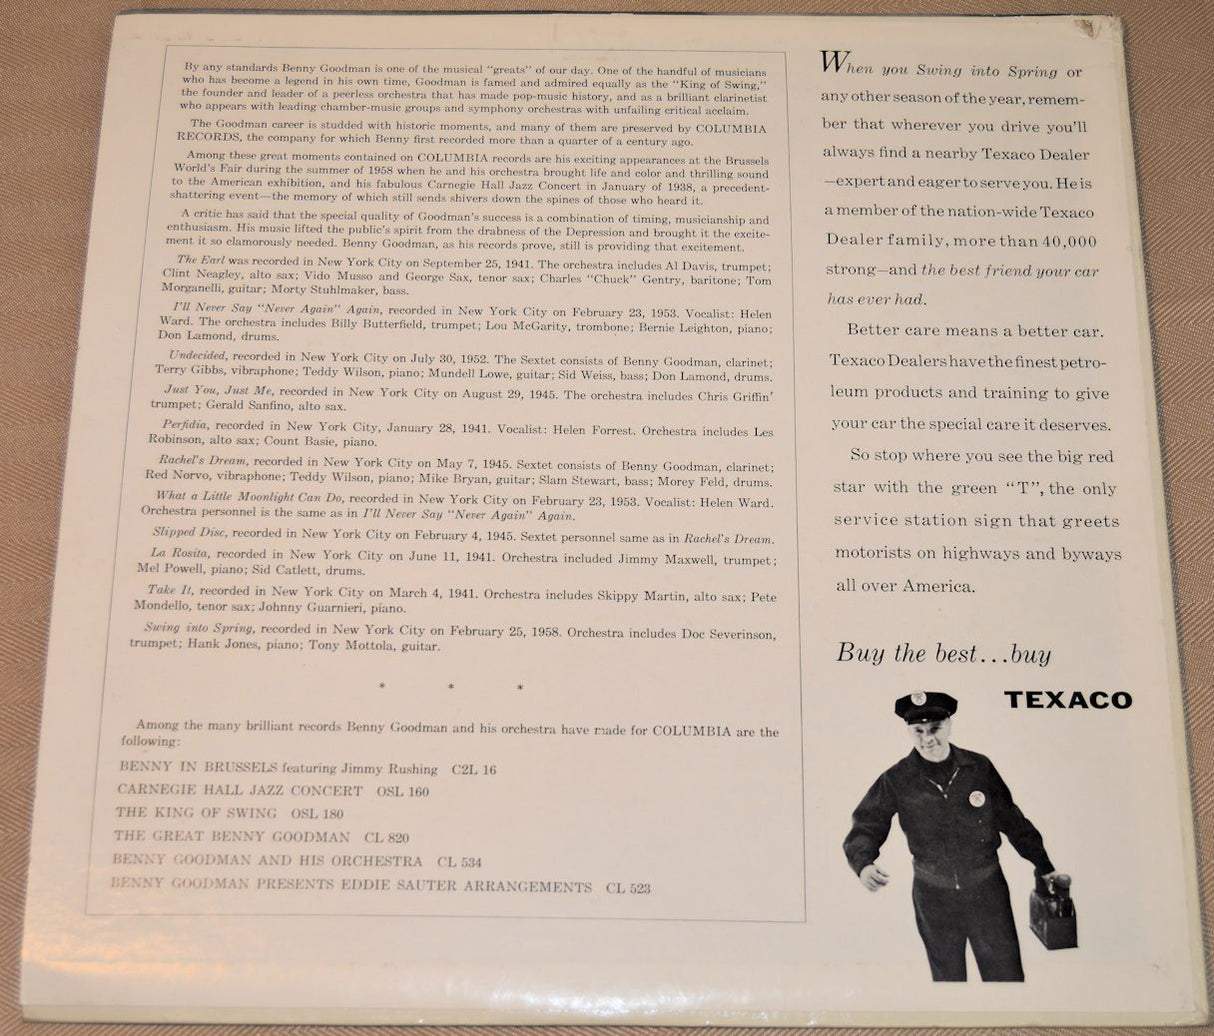 By any standards Benny Goodman is one of the musical "greats" of our day. One of the handful of musicians
who has become a legend in his own time, Goodman is famed and admired equally as the "King of Swing,"
the founder and leader of a peerless orchestra that has made pop-music history, and as a brilliant clarinetist
who appears with leading chamber-music groups and symphony orchestras with unfailing critical acclaim.
The Goodman career is studded with historic moments, and many of them are preserved by COLUMBIA
RECORDS, the company for which Benny first recorded more than a quarter of a century ago.
Among these great moments contained on COLUMBIA records are his exciting appearances at the Brussels
World's Fair during the summer of 1958 when he and his orchestra brought life and color and thrilling sound
to the American exhibition, and his fabulous Carnegie Hall Jazz Concert in January of 1938, a precedent-
shattering event—the memory of which still sends shivers down the spines of those who heard it.
A critic has said that the special quality of Goodman's success is a combination of timing, musicianship and
enthusiasm. His music lifted the public's spirit from the drabness of the Depression and brought it the excite-
ment it so clamorously needed. Benny Goodman, as his records prove, still is providing that excitement.
The Earl was recorded in New York City on September 25, 1941. The orchestra includes Al Davis, trumpet;
Clint Neagley, alto sax; Vido Musso and George Sax, tenor sax; Charles "Chuck" Gentry, baritone; Tom
Morganelli, guitar; Morty Stuhlmaker, bass.
I'll Never Say "Never Again" Again, recorded in New York City on February 23, 1953. Vocalist: Helen
Ward. The orchestra includes Billy Butterfield, trumpet; Lou McGarity, trombone; Bernie Leighton, piano;
Don Lamond, drums.
Undecided, recorded in New York City on July 30, 1952. The Sextet consists of Benny Goodman, clarinet;
Terry Gibbs, vibraphone; Teddy Wilson, piano; Mundell Lowe, guitar; Sid Weiss, bass; Don Lamond, drums.
Just You, Just Me, recorded in New York City on August 29, 1945. The orchestra includes Chris Griffin'
trumpet; Gerald Sanfino, alto sax.
Perfidia, recorded in New York City, January 28, 1941. Vocalist: Helen Forrest. Orchestra includes Les
Robinson, alto sax; Count Basie, piano.
Rachel's Dream, recorded in New York City on May 7, 1945. Sextet consists of Benny Goodman, clarinet;
Red Norvo, vibraphone; Teddy Wilson, piano; Mike Bryan, guitar; Slam Stewart, bass; Morey Feld, drums.
What a Little Moonlight Can Do, recorded in New York City on February 23, 1953. Vocalist: Helen Ward.
Orchestra personnel is the same as in I'll Never Say "Never Again" Again.
Slipped Disc, recorded in New York City on February 4, 1945. Sextet personnel same as in Rachel's Dream.
La Rosita, recorded in New York City on June 11, 1941. Orchestra included Jimmy Maxwell, trumpet;
Mel Powell, piano; Sid Catlett, drums.
Take It, recorded in New York City on March 4, 1941. Orchestra includes Skippy Martin, alto sax; Pete
Mondello, tenor sax; Johnny Guarnieri, piano.
Swing into Spring, recorded in New York City on February 25, 1958. Orchestra includes Doc Severinson,
trumpet; Hank Jones, piano; Tony Mottola, guitar.
* * *
Among the many brilliant records Benny Goodman and his orchestra have made for COLUMBIA are the
following:
BENNY IN BRUSSELS featuring Jimmy Rushing C2L 16
CARNEGIE HALL JAZZ CONCERT OSL 160
THE KING OF SWING OSL 180
THE GREAT BENNY GOODMAN CL 820
BENNY GOODMAN AND HIS ORCHESTRA CL 534
BENNY GOODMAN PRESENTS EDDIE SAUTER ARRANGEMENTS CL 523
When you Swing into Spring or
any other season of the year, remem-
ber that wherever you drive you'll
always find a nearby Texaco Dealer
—expert and eager to serve you. He is
a member of the nation-wide Texaco
Dealer family, more than 40,000
strong—and the best friend your car
has ever had.
Better care means a better car.
Texaco Dealers have the finest petro-
leum products and training to give
your car the special care it deserves.
So stop where you see the big red
star with the green "T", the only
service station sign that greets
motorists on highways and byways
all over America.
Buy the best...buy
TEXACO